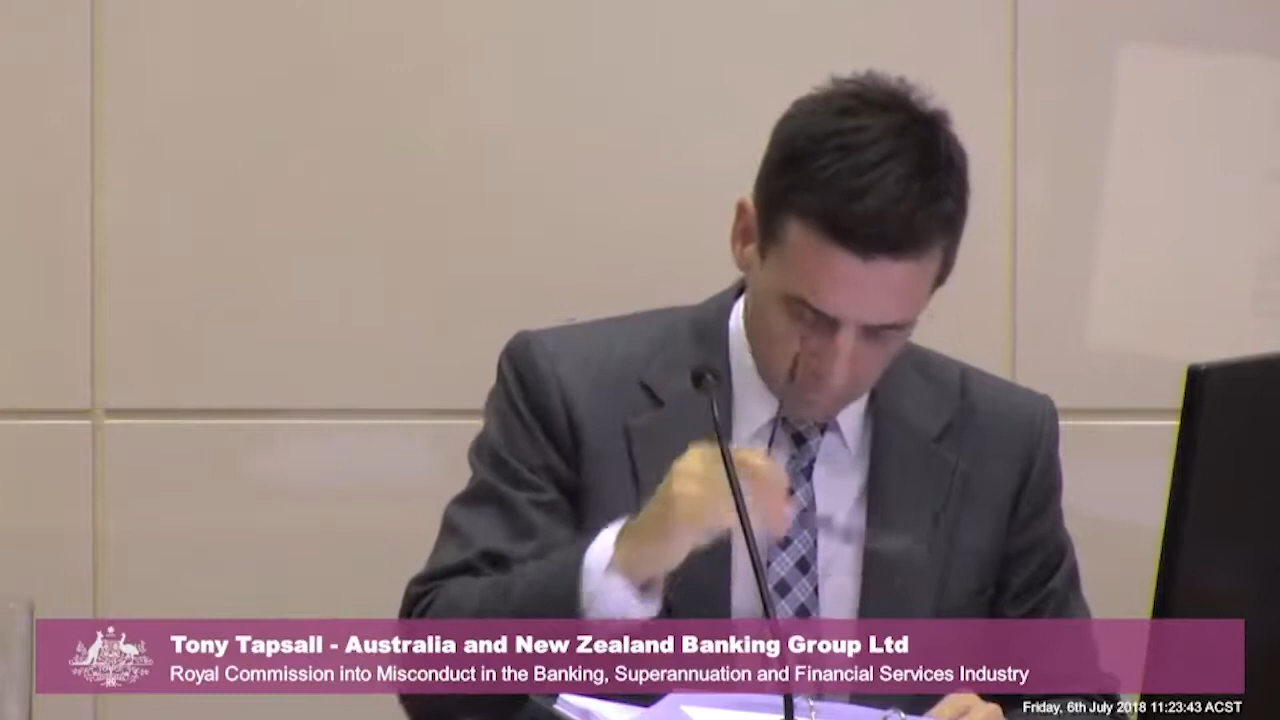 Tony Tapsall - Australia and New Zealand Banking Group Ltd
Royal Commission into Misconduct in the Banking, Superannuation and Financial Services Industry
Friday, 6th July 2018 11:23:43 ACST